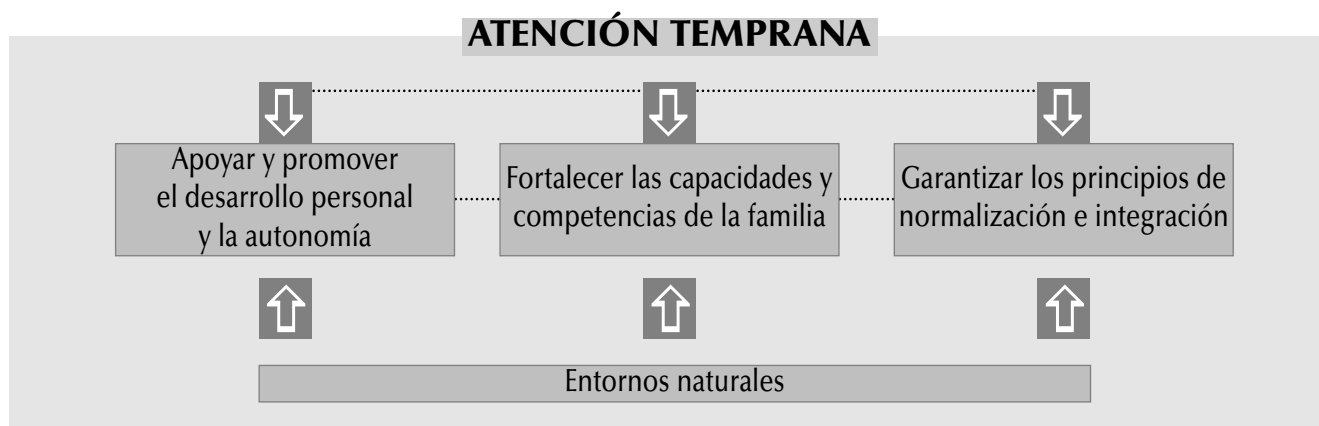 ATENCIÓN TEMPRANA
Apoyar y promover
el desarrollo personal
y la autonomía
Fortalecer las capacidades y
competencias de la familia
Garantizar los principios de
normalización e integración
Entornos naturales